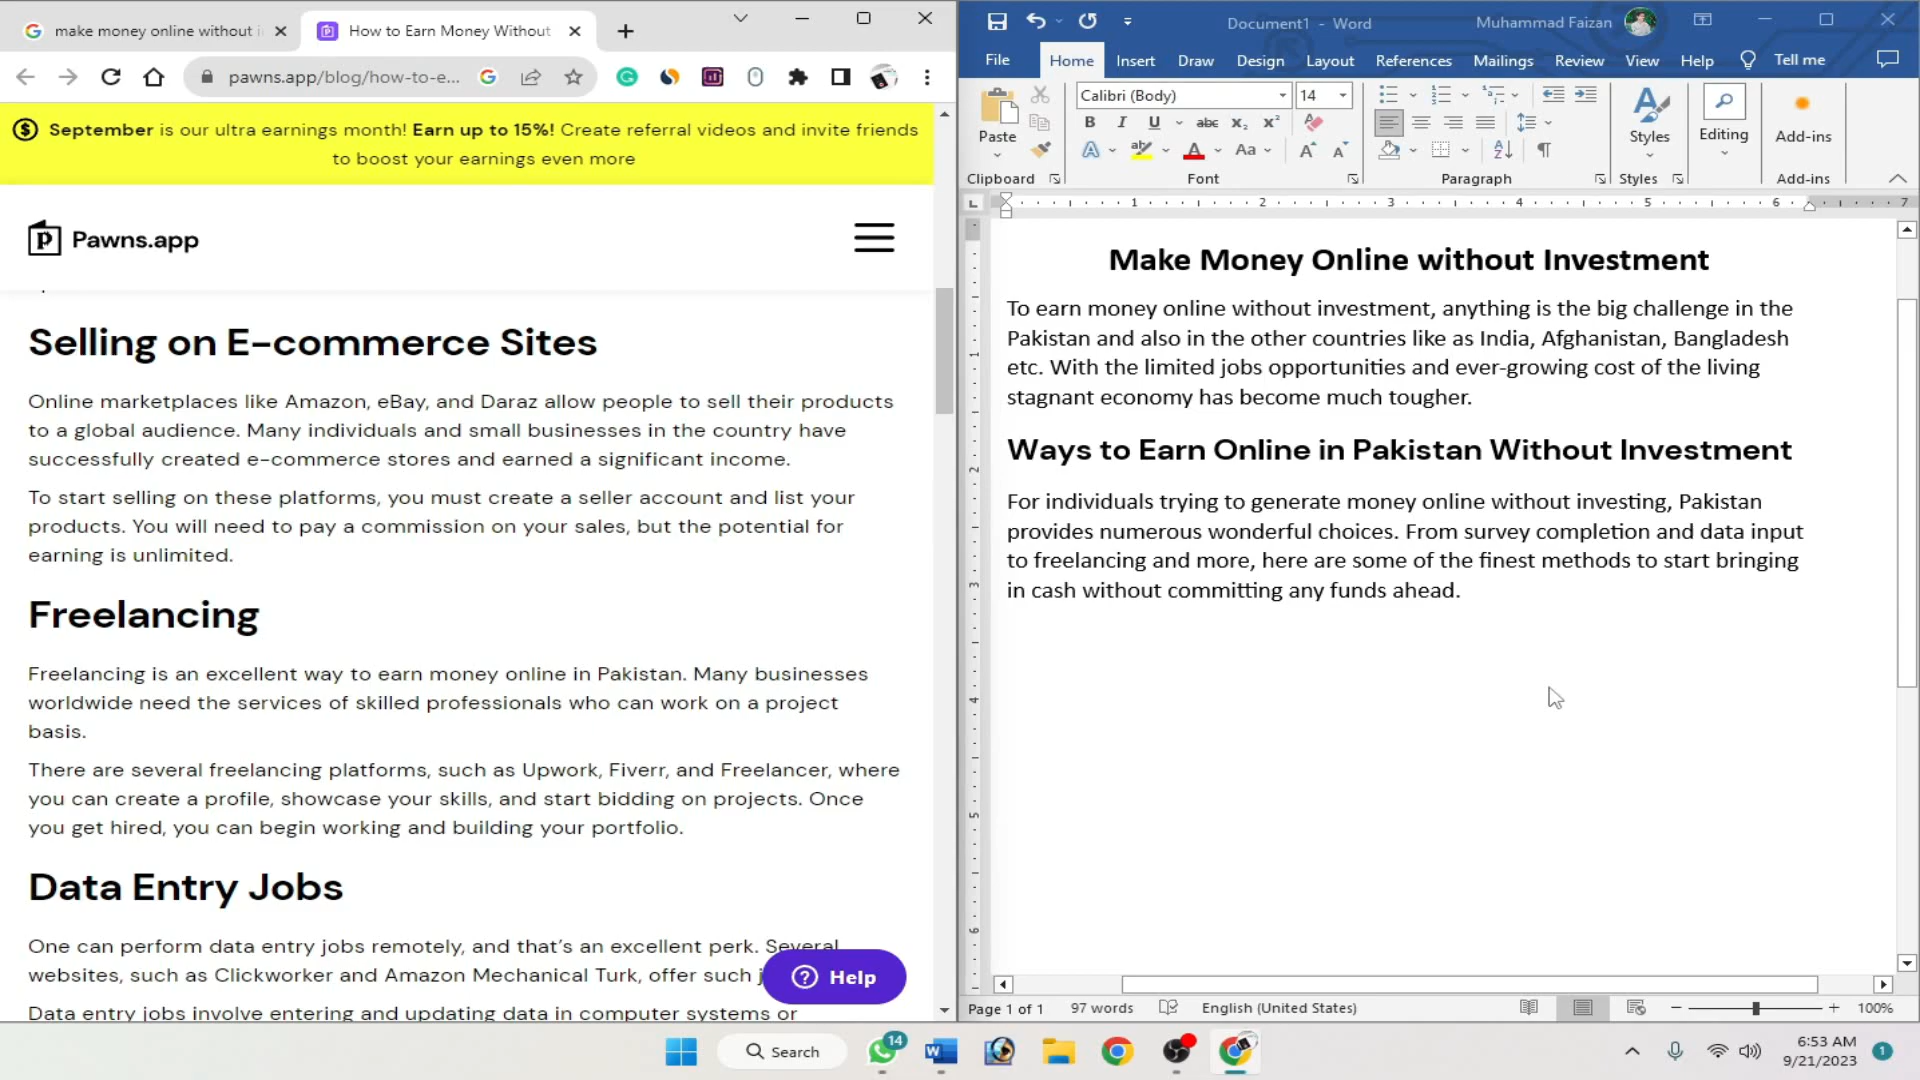 make money online without i
How to Earn Money Without
pawns.app/blog/how-to-e...
September is our ultra earnings month! Earn up to 15%! Create referral videos and invite friends
to boost your earnings even more
Pawns.app
Selling on E-commerce Sites
Online marketplaces like Amazon, eBay, and Daraz allow people to sell their products
to a global audience. Many individuals and small businesses in the country have
successfully created e-commerce stores and earned a significant income.
To start selling on these platforms, you must create a seller account and list your
products. You will need to pay a commission on your sales, but the potential for
earning is unlimited.
Freelancing
Freelancing is an excellent way to earn money online in Pakistan. Many businesses
worldwide need the services of skilled professionals who can work on a project
basis.
There are several freelancing platforms, such as Upwork, Fiverr, and Freelancer, where
you can create a profile, showcase your skills, and start bidding on projects. Once
you get hired, you can begin working and building your portfolio.
Data Entry Jobs
One can perform data entry jobs remotely, and that's an excellent perk. Several
websites, such as Clickworker and Amazon Mechanical Turk, offer such j
Help
Data entry jobs involve entering and updating data in computer systems or
Document1 - Word
Muhammad Faizan
File Home Insert Draw Design Layout References Mailings Review View Help Tell me
Paste
Calibri (Body) 14
B I U abc x₂ x²
A ab A Aa A A
Styles
Editing
Add-ins
Clipboard Font Paragraph Styles Add-ins
1 2 3 4 5 6 7
Make Money Online without Investment
To earn money online without investment, anything is the big challenge in the
Pakistan and also in the other countries like as India, Afghanistan, Bangladesh
etc. With the limited jobs opportunities and ever-growing cost of the living
stagnant economy has become much tougher.
Ways to Earn Online in Pakistan Without Investment
For individuals trying to generate money online without investing, Pakistan
provides numerous wonderful choices. From survey completion and data input
to freelancing and more, here are some of the finest methods to start bringing
in cash without committing any funds ahead.
Page 1 of 1 97 words English (United States) 100%
Search
14
6:53 AM
9/21/2023
1